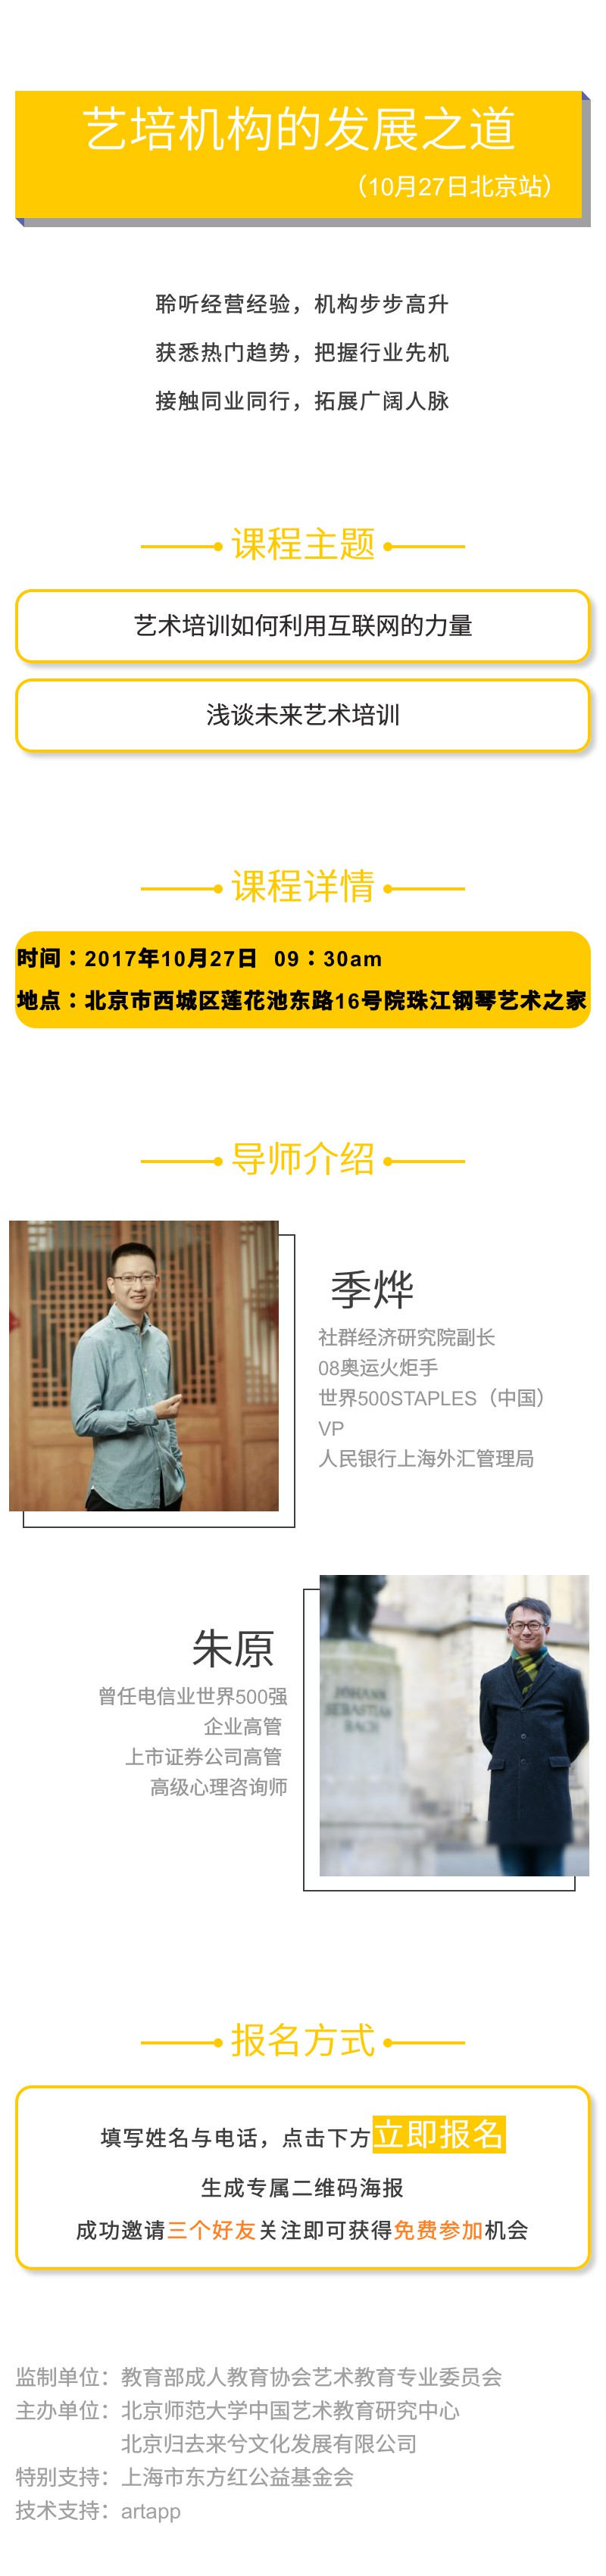 艺培机构的发展之道
（10月27日北京站）
聆听经营经验，机构步步高升
获悉热门趋势，把握行业先机
接触同业同行，拓展广阔人脉
课程主题
艺术培训如何利用互联网的力量
浅谈未来艺术培训
课程详情
时间：2017年10月27日 09：30am
地点：北京市西城区莲花池东路16号院珠江钢琴艺术之家
导师介绍
季烨
社群经济研究院副长
08奥运火炬手
世界500STAPLES（中国）
VP
人民银行上海外汇管理局
朱原
曾任电信业世界500强
企业高管
上市证券公司高管
高级心理咨询师
JOHANN
SEBASTIAN
BACH
报名方式
填写姓名与电话，点击下方立即报名
生成专属二维码海报
成功邀请三个好友关注即可获得免费参加机会
监制单位：教育部成人教育协会艺术教育专业委员会
主办单位：北京师范大学中国艺术教育研究中心
北京归去来兮文化发展有限公司
特别支持：上海市东方红公益基金会
技术支持：artapp